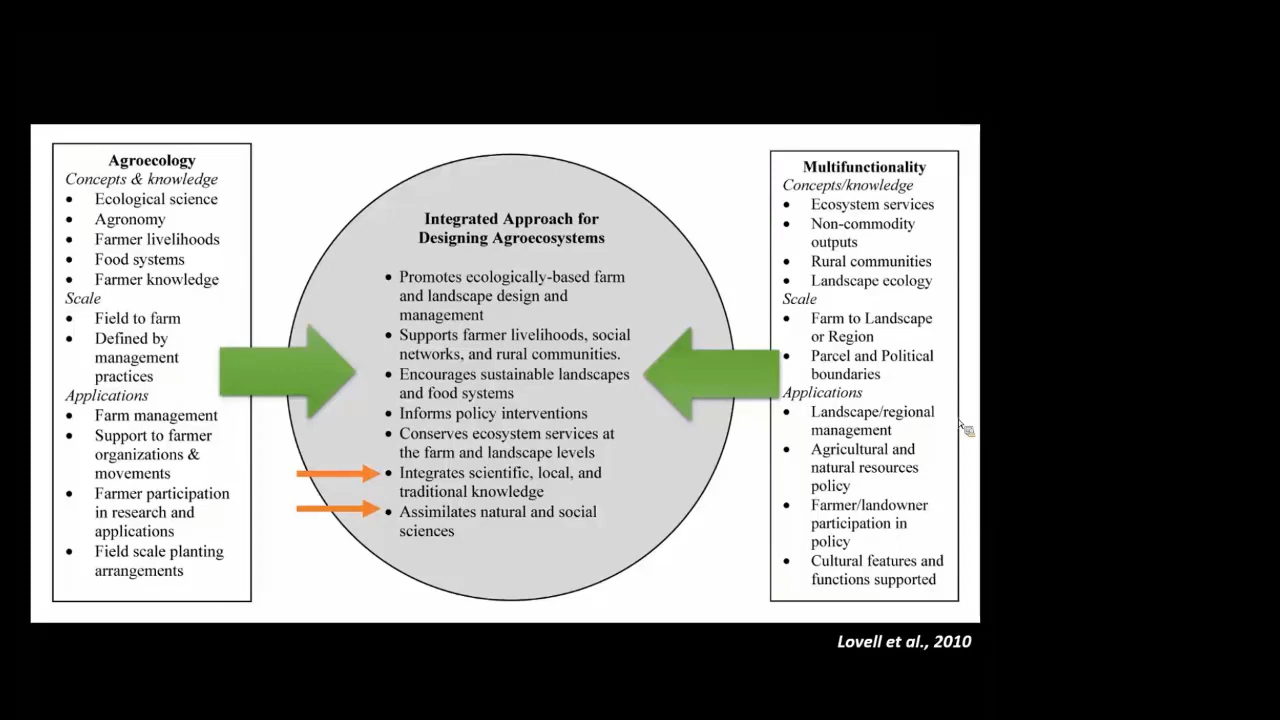 Agroecology
Concepts & knowledge
• Ecological science
• Agronomy
• Farmer livelihoods
• Food systems
• Farmer knowledge
Scale
• Field to farm
• Defined by
management
practices
Applications
• Farm management
• Support to farmer
organizations &
movements
• Farmer participation
in research and
applications
• Field scale planting
arrangements
Integrated Approach for
Designing Agroecosystems
• Promotes ecologically-based farm
and landscape design and
management
• Supports farmer livelihoods, social
networks, and rural communities.
• Encourages sustainable landscapes
and food systems
• Informs policy interventions
• Conserves ecosystem services at
the farm and landscape levels
• Integrates scientific, local, and
traditional knowledge
• Assimilates natural and social
sciences
Multifunctionality
Concepts/knowledge
• Ecosystem services
• Non-commodity
outputs
• Rural communities
• Landscape ecology
Scale
• Farm to Landscape
or Region
• Parcel and Political
boundaries
Applications
• Landscape/regional
management
• Agricultural and
natural resources
policy
• Farmer/landowner
participation in
policy
• Cultural features and
functions supported
Lovell et al., 2010